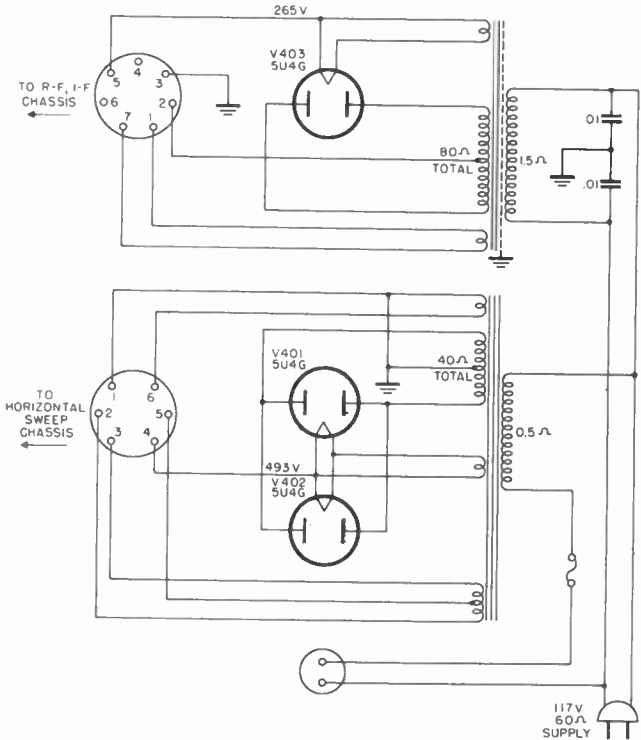 265V
V403
5U4G
4
5
3
TO R-F, I-F
CHASSIS
6
2
7
1
80Ω
TOTAL
1.5Ω
.01
.01
V401
5U4G
40Ω
TOTAL
TO
HORIZONTAL
SWEEP
CHASSIS
1
6
2
5
3
4
0.5Ω
493V
V402
5U4G
117V
60Ω
SUPPLY